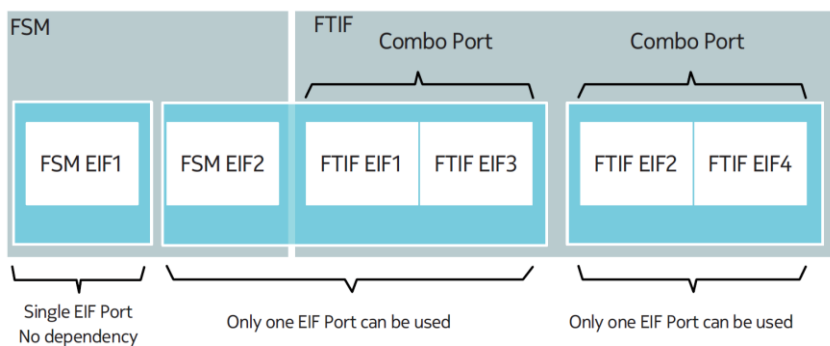 FSM
FTIF
Combo Port
Combo Port
FSM EIF1
FSM EIF2
FTIF EIF1
FTIF EIF3
FTIF EIF2
FTIF EIF4
Single EIF Port
No dependency
Only one EIF Port can be used
Only one EIF Port can be used